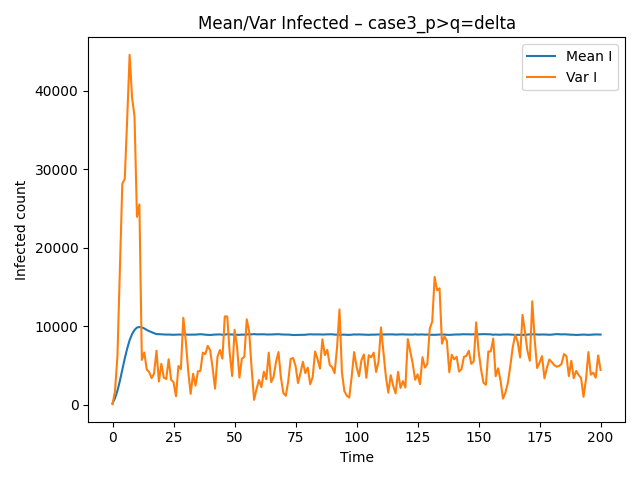 Mean/Var Infected – case3_p>q=delta
Mean I
Var I
40000
30000
20000
10000
0
Infected count
0 25 50 75 100 125 150 175 200
Time